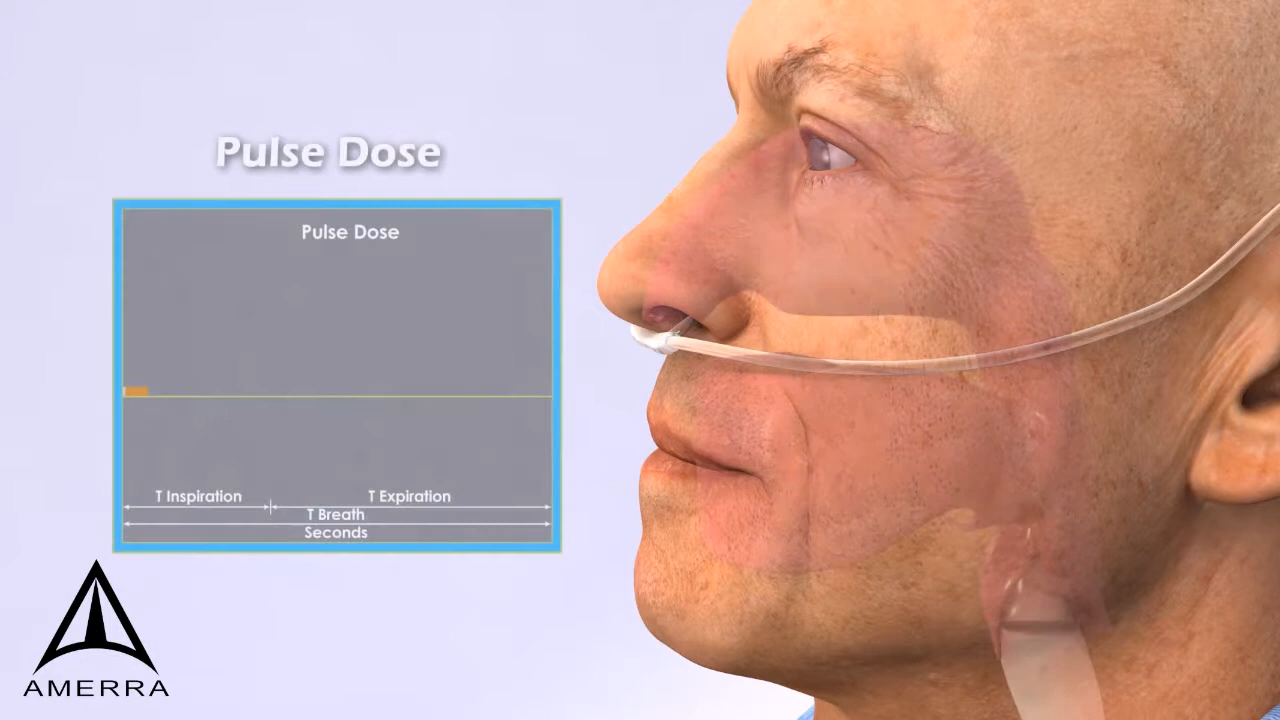 Pulse Dose
Pulse Dose
T Inspiration T Expiration
T Breath
Seconds
AMERRA